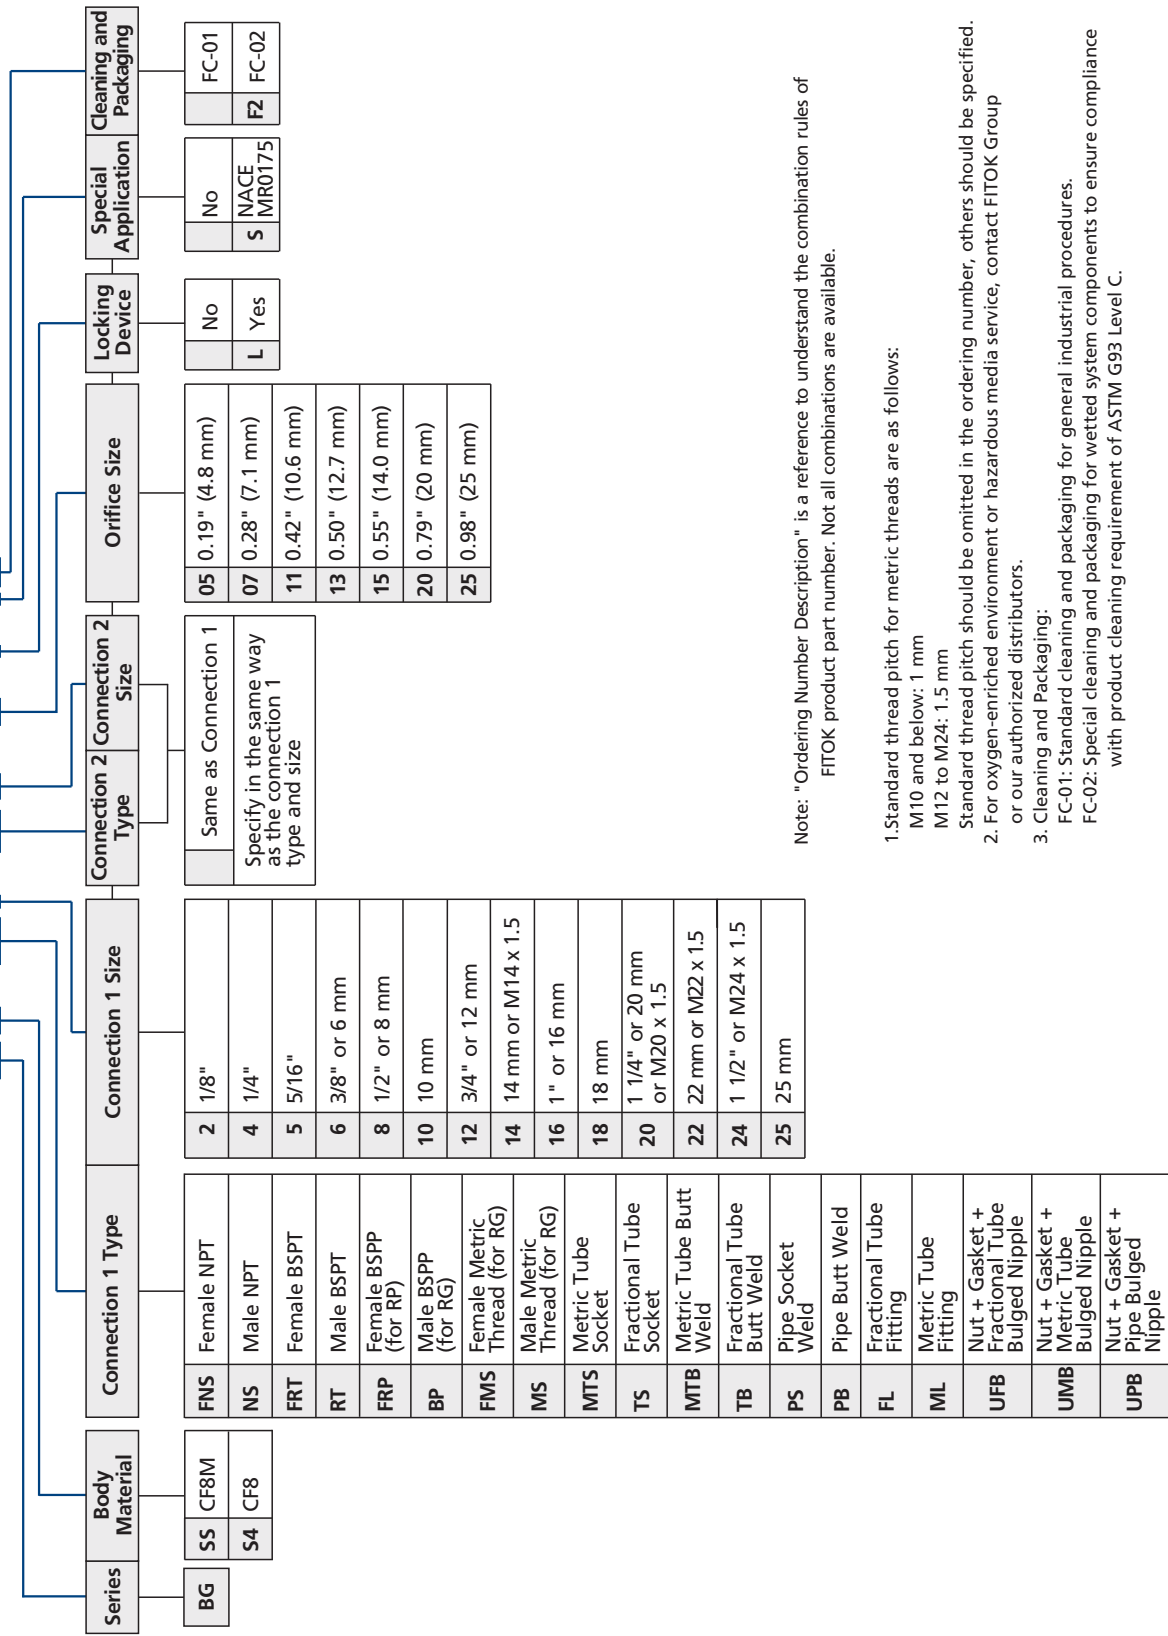 Series
BG
Body
Material
SS CF8M
S4 CF8
Connection 1 Type
FNS Female NPT
NS Male NPT
FRT Female BSPT
RT Male BSPT
FRP Female BSPP
(for RP)
BP Male BSPP
(for RG)
FMS Female Metric
Thread (for RG)
MS Male Metric
Thread (for RG)
MTS Metric Tube
Socket
TS Fractional Tube
Socket
MTB Metric Tube Butt
Weld
TB Fractional Tube
Butt Weld
PS Pipe Socket
Weld
PB Pipe Butt Weld
FL Fractional Tube
Fitting
ML Metric Tube
Fitting
UFB Nut + Gasket +
Fractional Tube
Bulged Nipple
UMB Nut + Gasket +
Metric Tube
Bulged Nipple
UPB Nut + Gasket +
Pipe Bulged
Nipple
Connection 1 Size
2 1/8"
4 1/4"
5 5/16"
6 3/8" or 6 mm
8 1/2" or 8 mm
10 10 mm
12 3/4" or 12 mm
14 14 mm or M14 x 1.5
16 1" or 16 mm
18 18 mm
20 1 1/4" or 20 mm
or M20 x 1.5
22 22 mm or M22 x 1.5
24 1 1/2" or M24 x 1.5
25 25 mm
Connection 2
Type
Connection 2
Size
Same as Connection 1
Specify in the same way
as the connection 1
type and size
Orifice Size
05 0.19" (4.8 mm)
07 0.28" (7.1 mm)
11 0.42" (10.6 mm)
13 0.50" (12.7 mm)
15 0.55" (14.0 mm)
20 0.79" (20 mm)
25 0.98" (25 mm)
Locking
Device
No
L Yes
Special
Application
No
S NACE
MR0175
Cleaning and
Packaging
FC-01
F2 FC-02
Note: "Ordering Number Description" is a reference to understand the combination rules of
FITOK product part number. Not all combinations are available.
1.Standard thread pitch for metric threads are as follows:
M10 and below: 1 mm
M12 to M24: 1.5 mm
Standard thread pitch should be omitted in the ordering number, others should be specified.
2. For oxygen-enriched environment or hazardous media service, contact FITOK Group
or our authorized distributors.
3. Cleaning and Packaging:
FC-01: Standard cleaning and packaging for general industrial procedures.
FC-02: Special cleaning and packaging for wetted system components to ensure compliance
with product cleaning requirement of ASTM G93 Level C.